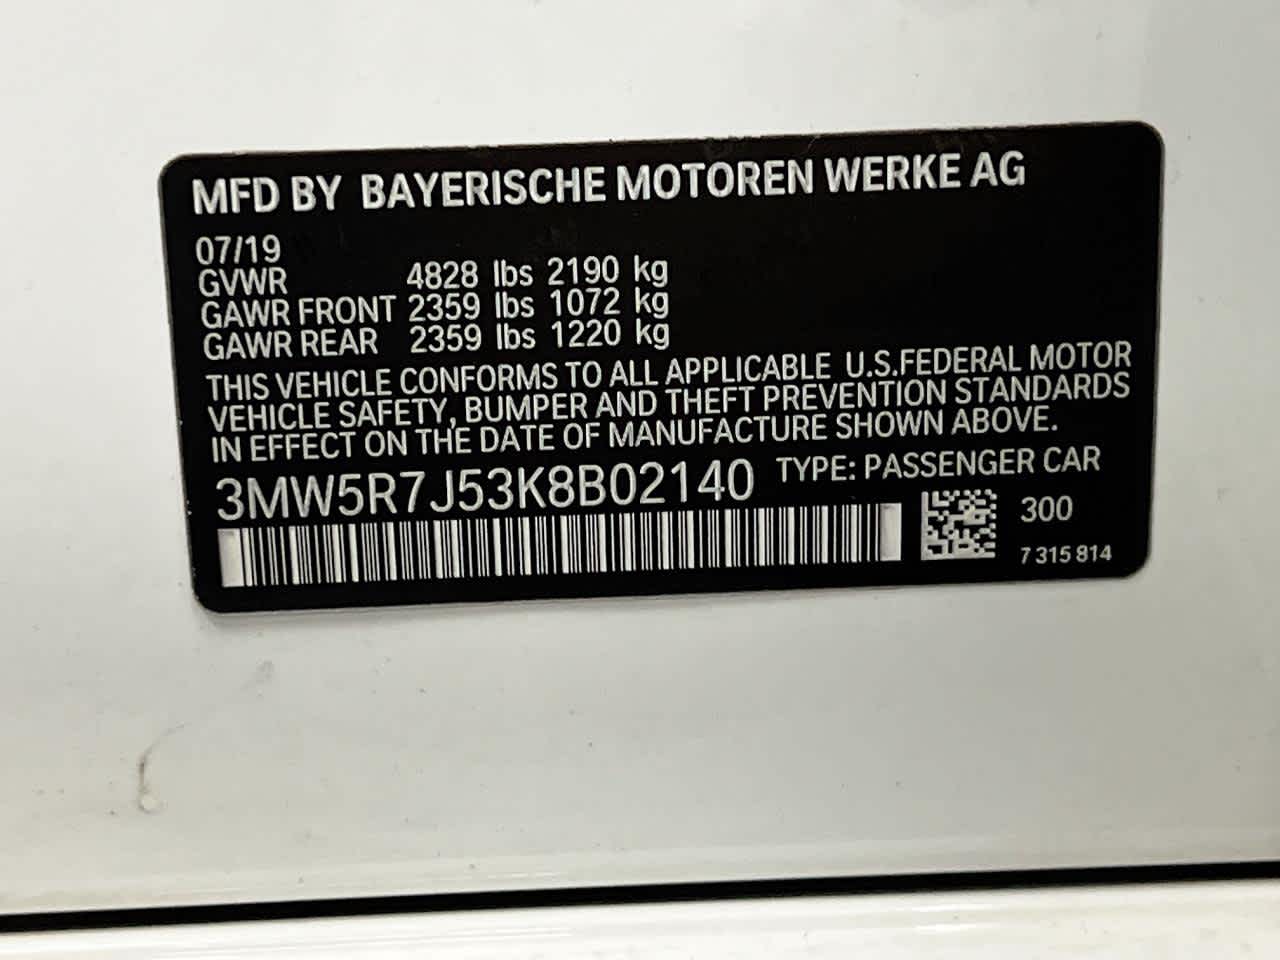 MFD BY BAYERISCHE MOTOREN WERKE AG
07/19
GVWR 4828 lbs 2190 kg
GAWR FRONT 2359 lbs 1072 kg
GAWR REAR 2359 lbs 1220 kg
THIS VEHICLE CONFORMS TO ALL APPLICABLE U.S.FEDERAL MOTOR
VEHICLE SAFETY, BUMPER AND THEFT PREVENTION STANDARDS
IN EFFECT ON THE DATE OF MANUFACTURE SHOWN ABOVE.
3MW5R7J53K8B02140 TYPE: PASSENGER CAR
300
7 315 814